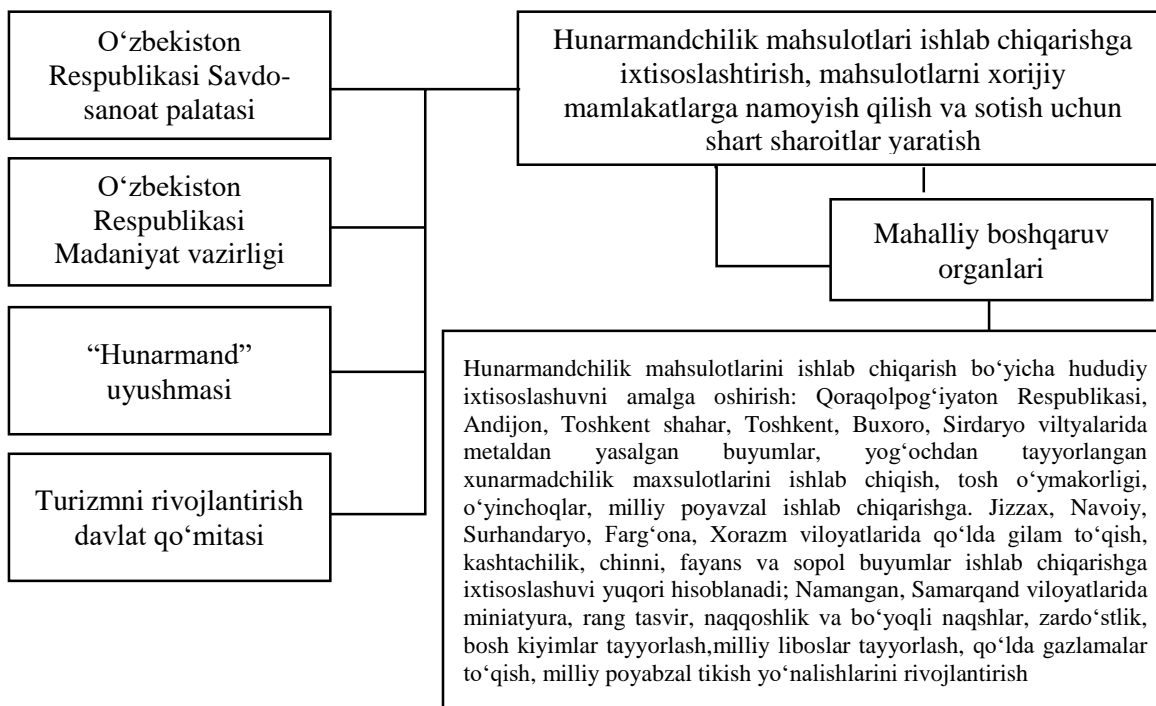 O‘zbekiston
Respublikasi Savdo-
sanoat palatasi
O‘zbekiston
Respublikasi
Madaniyat vazirligi
“Hunarmand”
uyushmasi
Turizmni rivojlantirish
davlat qo‘mitasi
Hunarmandchilik mahsulotlari ishlab chiqarishga
ixtisoslashtirish, mahsulotlarni xorijiy
mamlakatlarga namoyish qilish va sotish uchun
shart sharoitlar yaratish
Mahalliy boshqaruv
organlari
Hunarmandchilik mahsulotlarini ishlab chiqarish bo‘yicha hududiy
ixtisoslashuvni amalga oshirish: Qoraqolpog‘iyaton Respublikasi,
Andijon, Toshkent shahar, Toshkent, Buxoro, Sirdaryo viltyalarida
metaldan yasalgan buyumlar, yog‘ochdan tayyorlangan
xunarmadchilik maxsulotlarini ishlab chiqish, tosh o‘ymakorligi,
o‘yinchoqlar, milliy poyavzal ishlab chiqarishga. Jizzax, Navoiy,
Surhandaryo, Farg‘ona, Xorazm viloyatlarida qo‘lda gilam to‘qish,
kashtachilik, chinni, fayans va sopol buyumlar ishlab chiqarishga
ixtisoslashuvi yuqori hisoblanadi; Namangan, Samarqand viloyatlarida
miniatyura, rang tasvir, naqqoshlik va bo‘yoqli naqshlar, zardo‘stlik,
bosh kiyimlar tayyorlash,milliy liboslar tayyorlash, qo‘lda gazlamalar
to‘qish, milliy poyabzal tikish yo‘nalishlarini rivojlantirish